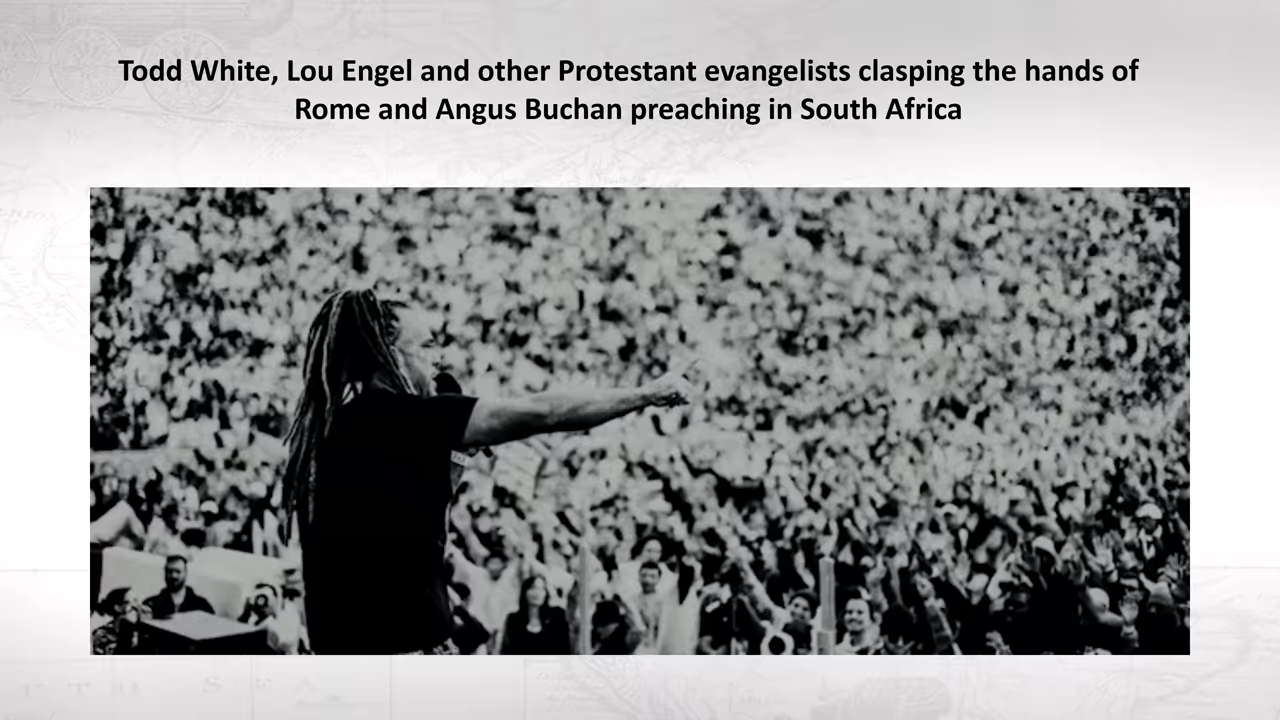 Todd White, Lou Engel and other Protestant evangelists clasping the hands of
Rome and Angus Buchan preaching in South Africa